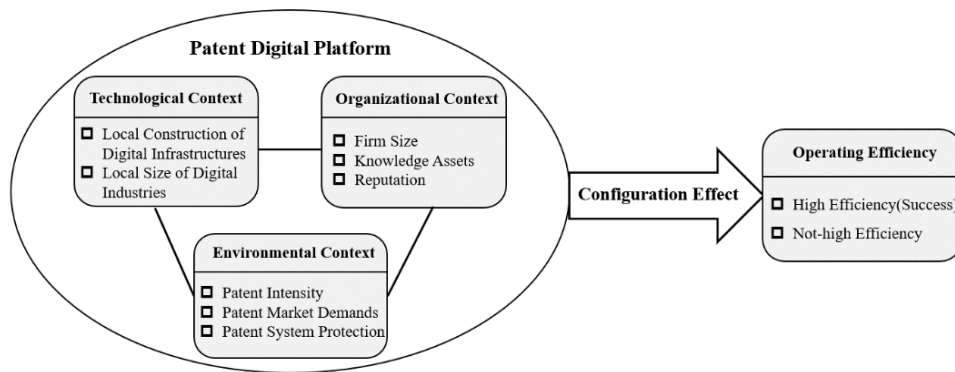 Patent Digital Platform
Technological Context
Local Construction of
Digital Infrastructures
Local Size of Digital
Industries
Organizational Context
Firm Size
Knowledge Assets
Reputation
Environmental Context
Patent Intensity
Patent Market Demands
Patent System Protection
Configuration Effect
Operating Efficiency
High Efficiency(Success)
Not-high Efficiency